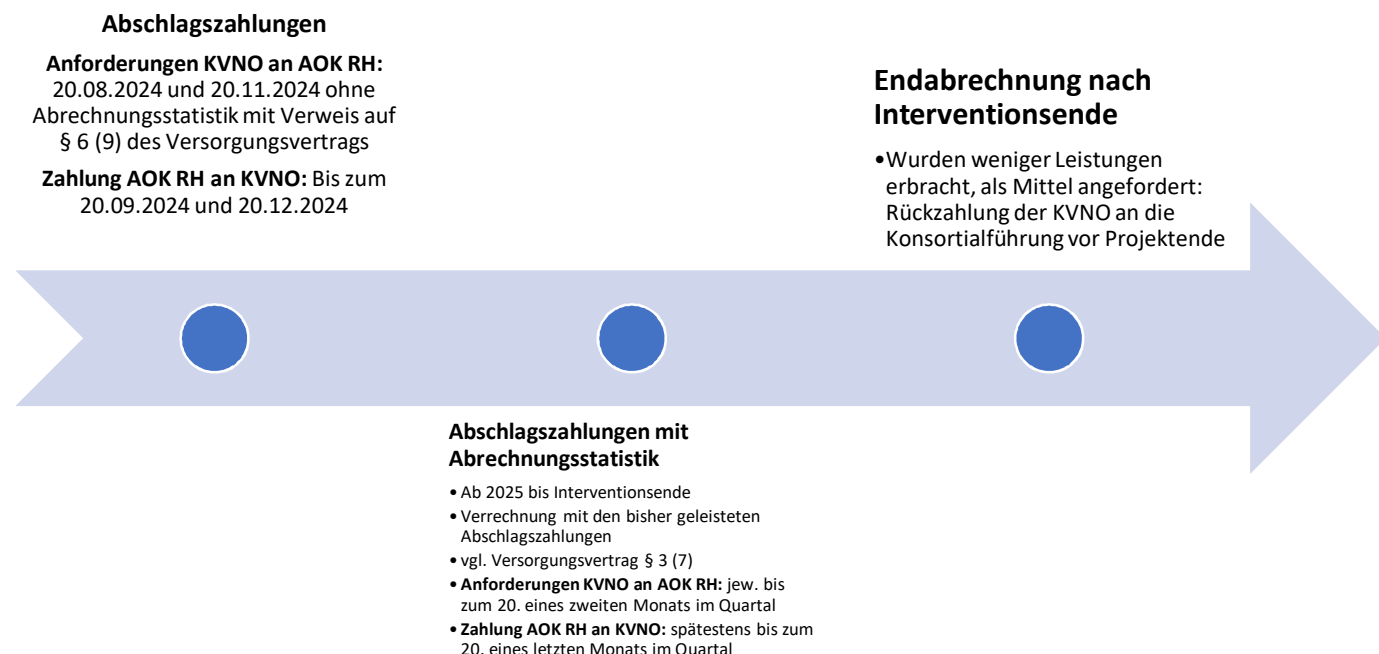 Abschlagszahlungen
Anforderungen KVNO an AOK RH:
20.08.2024 und 20.11.2024 ohne
Abrechnungsstatistik mit Verweis auf
§ 6 (9) des Versorgungsvertrags
Zahlung AOK RH an KVNO: Bis zum
20.09.2024 und 20.12.2024
Abschlagszahlungen mit
Abrechnungsstatistik
• Ab 2025 bis Interventionsende
• Verrechnung mit den bisher geleisteten
Abschlagszahlungen
• vgl. Versorgungsvertrag § 3 (7)
• Anforderungen KVNO an AOK RH: jew. bis
zum 20. eines zweiten Monats im Quartal
• Zahlung AOK RH an KVNO: spätestens bis zum
20. eines letzten Monats im Quartal
Endabrechnung nach
Interventionsende
•Wurden weniger Leistungen
erbracht, als Mittel angefordert:
Rückzahlung der KVNO an die
Konsortialführung vor Projektende